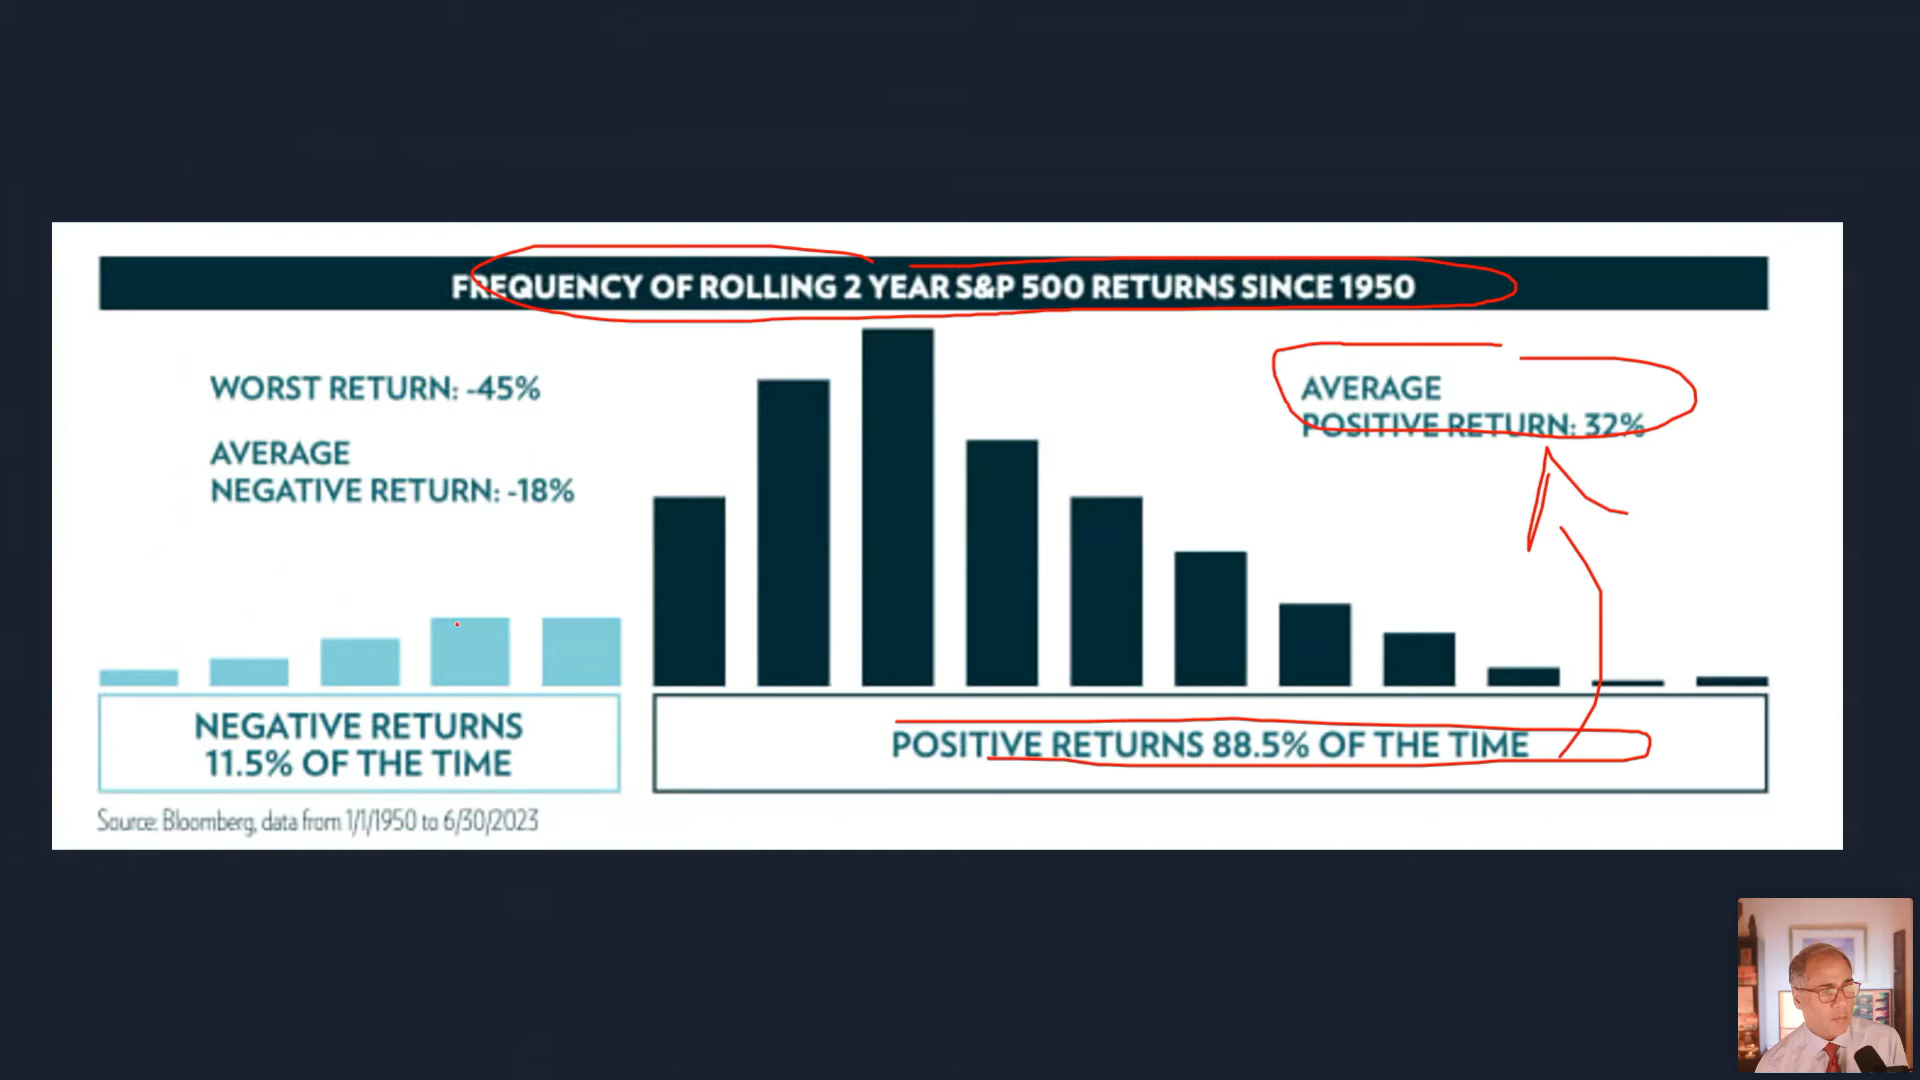 FREQUENCY OF ROLLING 2 YEAR S&P 500 RETURNS SINCE 1950
WORST RETURN: -45%
AVERAGE
NEGATIVE RETURN: -18%
AVERAGE
POSITIVE RETURN: 32%
NEGATIVE RETURNS
11.5% OF THE TIME
POSITIVE RETURNS 88.5% OF THE TIME
Source: Bloomberg, data from 1/1/1950 to 6/30/2023